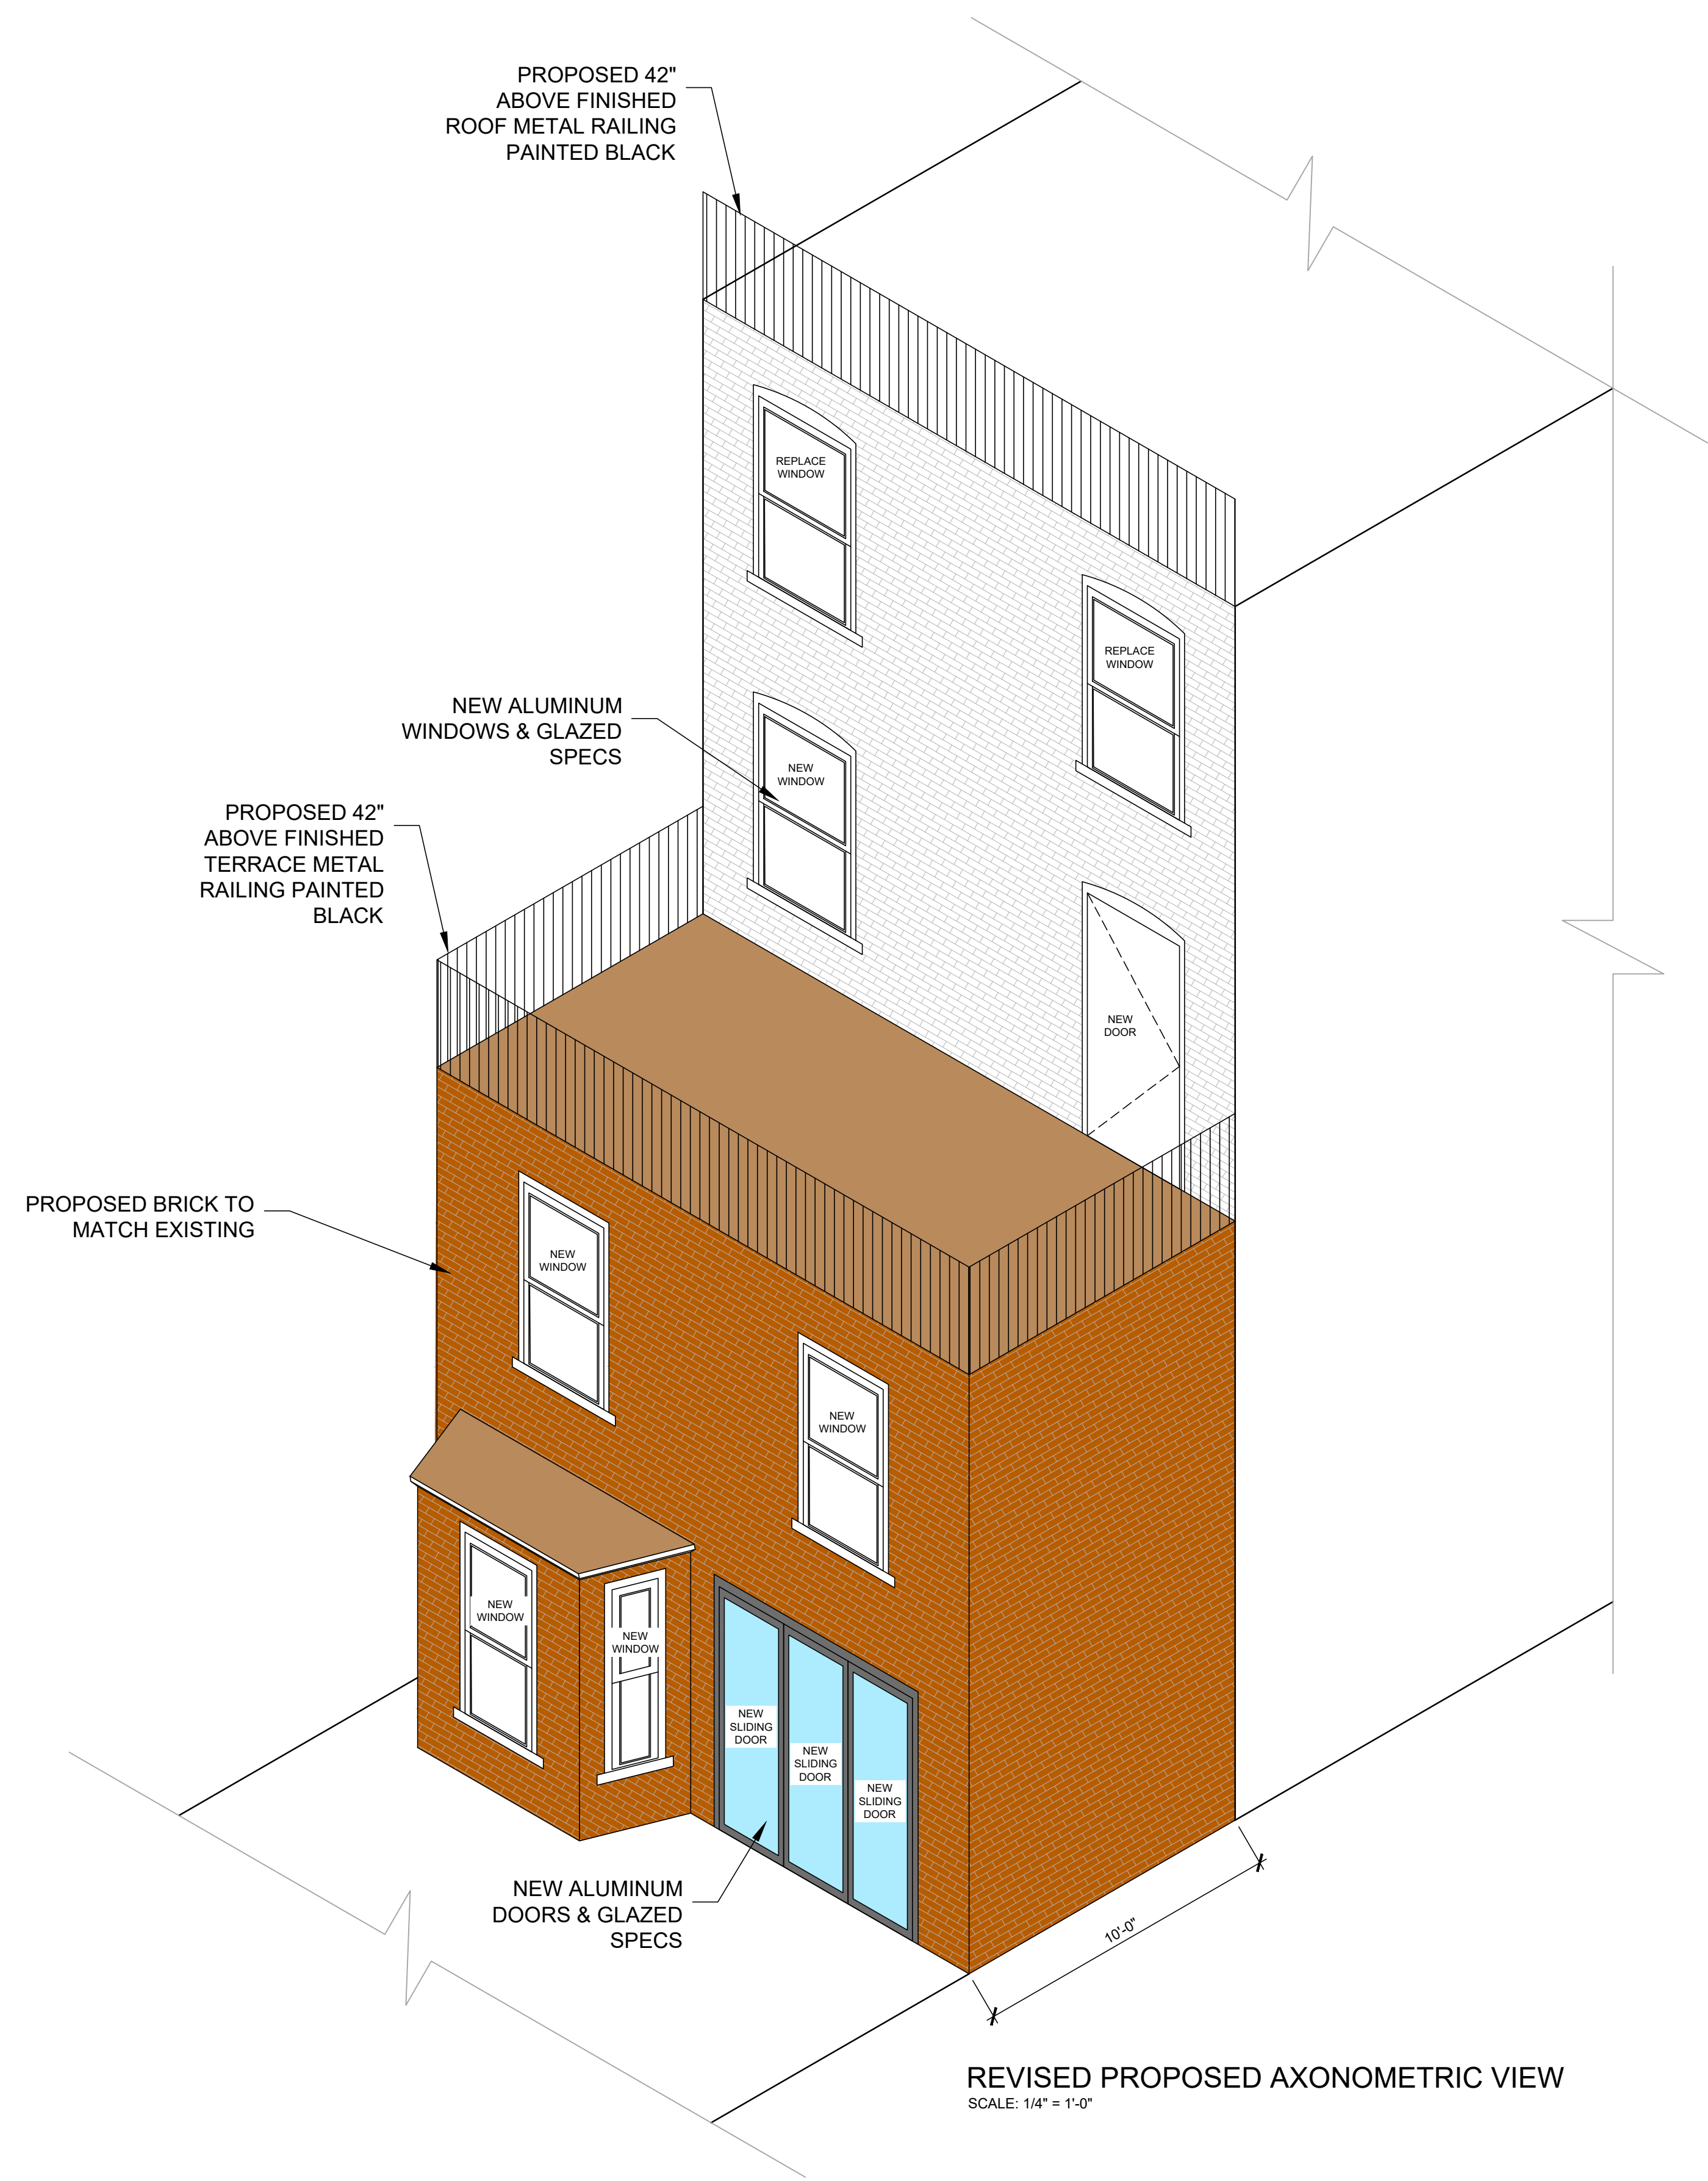 PROPOSED 42"
ABOVE FINISHED
ROOF METAL RAILING
PAINTED BLACK
REPLACE
WINDOW
REPLACE
WINDOW
NEW ALUMINUM
WINDOWS & GLAZED
SPECS
NEW
WINDOW
PROPOSED 42"
ABOVE FINISHED
TERRACE METAL
RAILING PAINTED
BLACK
NEW
DOOR
PROPOSED BRICK TO
MATCH EXISTING
NEW
WINDOW
NEW
WINDOW
NEW
WINDOW
NEW
WINDOW
NEW
SLIDING
DOOR
NEW
SLIDING
DOOR
NEW
SLIDING
DOOR
NEW ALUMINUM
DOORS & GLAZED
SPECS
10'-0"
REVISED PROPOSED AXONOMETRIC VIEW
SCALE: 1/4" = 1'-0"